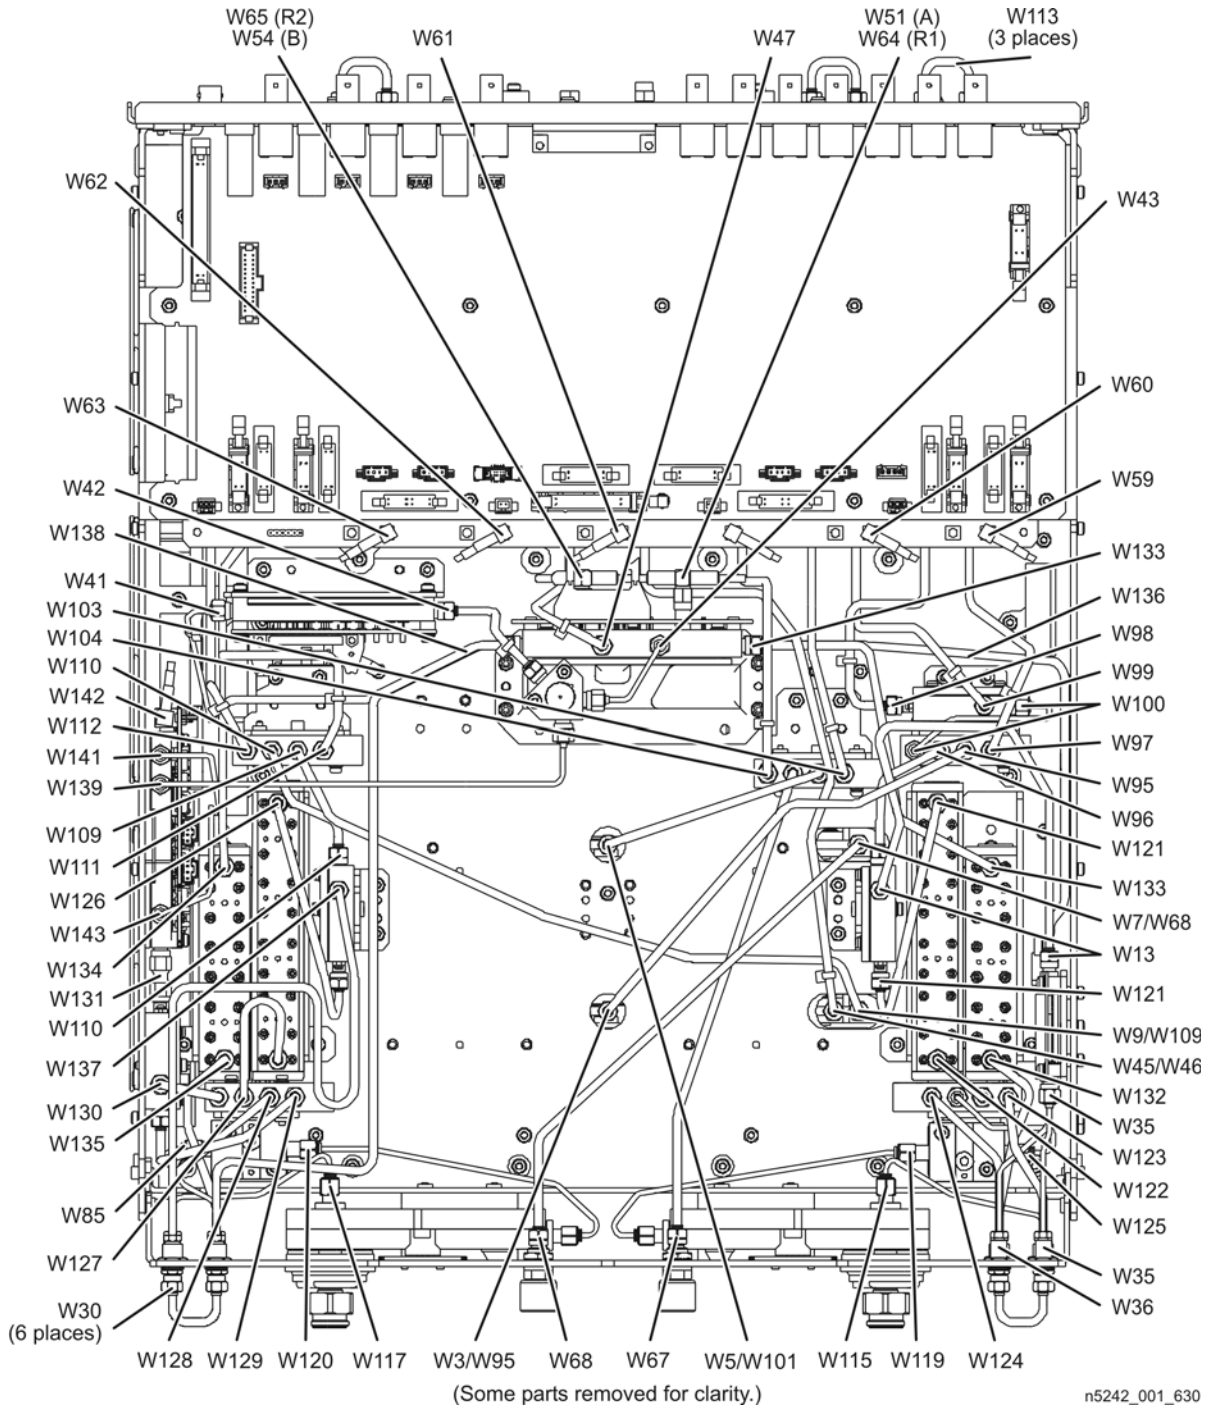 W65 (R2)
W54 (B)
W61
W47
W51 (A)
W64 (R1)
W113
(3 places)
W62
W43
W63
W60
W42
W59
W138
W133
W41
W136
W103
W98
W104
W99
W110
W100
W142
W97
W112
W95
W141
W96
W139
W121
W109
W133
W111
W7/W68
W126
W13
W143
W121
W134
W9/W109
W131
W45/W46
W110
W132
W137
W35
W130
W123
W135
W122
W85
W125
W127
W35
W30
(6 places)
W36
W128
W129
W120
W117
W3/W95
W68
W67
W5/W101
W115
W119
W124
(Some parts removed for clarity.)
n5242_001_630